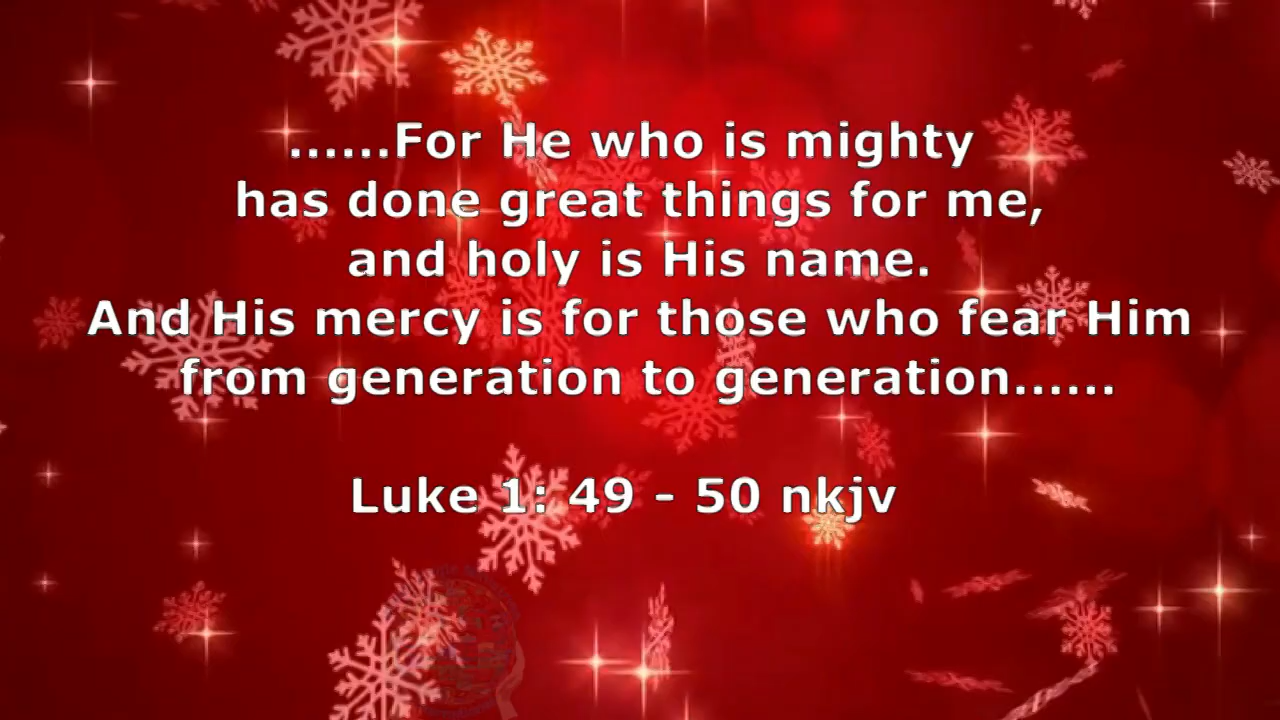 ......For He who is mighty
has done great things for me,
and holy is His name.
And His mercy is for those who fear Him
from generation to generation......
Luke 1: 49 - 50 nkjv